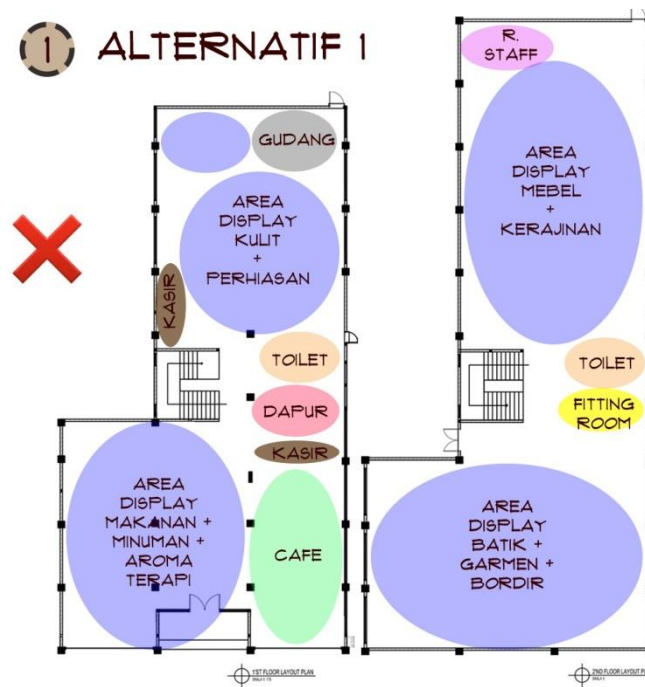 1 ALTERNATIF 1
GUDANG
AREA
DISPLAY
KULIT
+
PERHIASAN
KASIR
TOILET
DAPUR
KASIR
AREA
DISPLAY
MAKANAN +
MINUMAN +
AROMA
TERAPI
CAFE
1ST FLOOR LAYOUT PLAN
R.
STAFF
AREA
DISPLAY
MEBEL
+
KERAJINAN
TOILET
FITTING
ROOM
AREA
DISPLAY
BATIK +
GARMEN +
BORDIR
2ND FLOOR LAYOUT